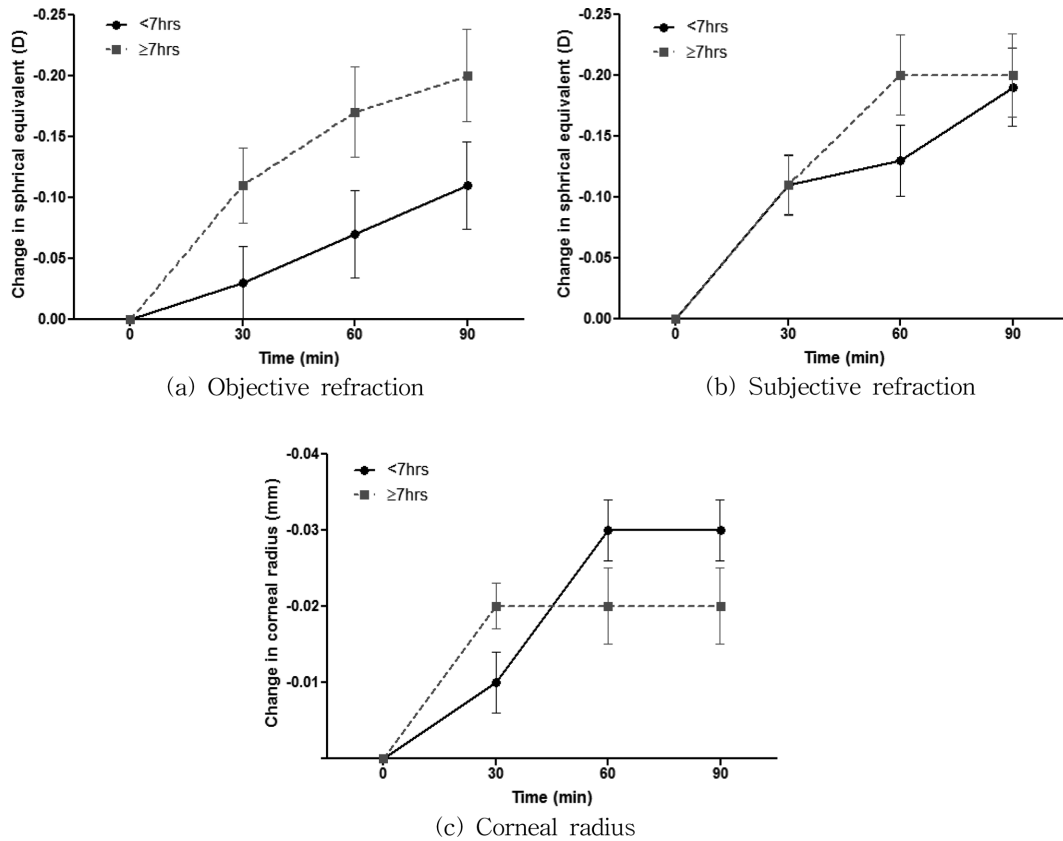 Change in sphrical equivalent (D)
-0.25
-0.20
-0.15
-0.10
-0.05
0.00
<7hrs
≥7hrs
0 30 60 90
Time (min)
(a) Objective refraction
Change in sphrical equivalent (D)
-0.25
-0.20
-0.15
-0.10
-0.05
0.00
<7hrs
≥7hrs
0 30 60 90
Time (min)
(b) Subjective refraction
Change in corneal radius (mm)
-0.04
-0.03
-0.02
-0.01
<7hrs
≥7hrs
0 30 60 90
Time (min)
(c) Corneal radius